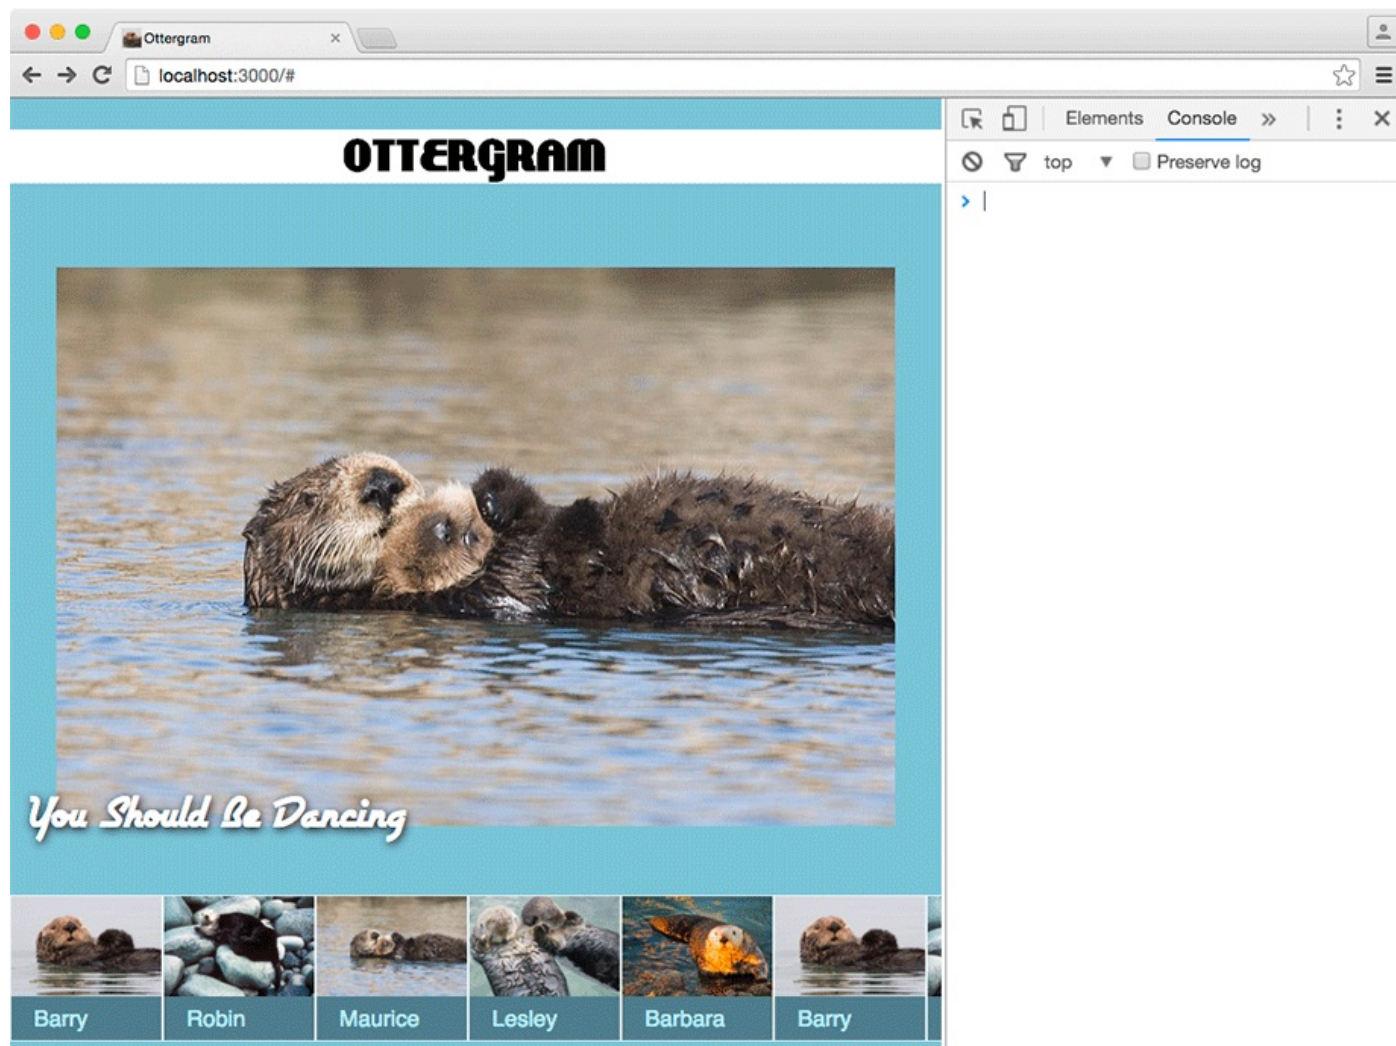 Ottergram
localhost:3000/#
Elements Console
top Preserve log
OTTERGRAM
You Should Be Dancing
Barry Robin Maurice Lesley Barbara Barry